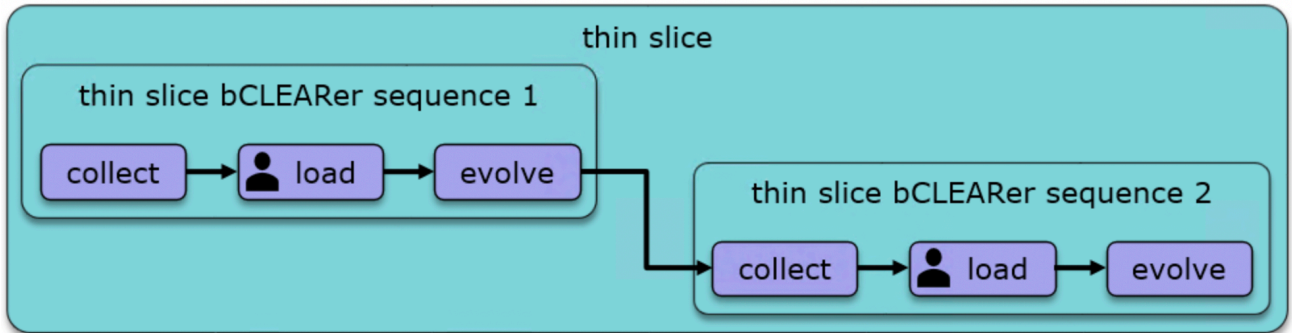 thin slice
thin slice bCLEARer sequence 1
collect
load
evolve
thin slice bCLEARer sequence 2
collect
load
evolve